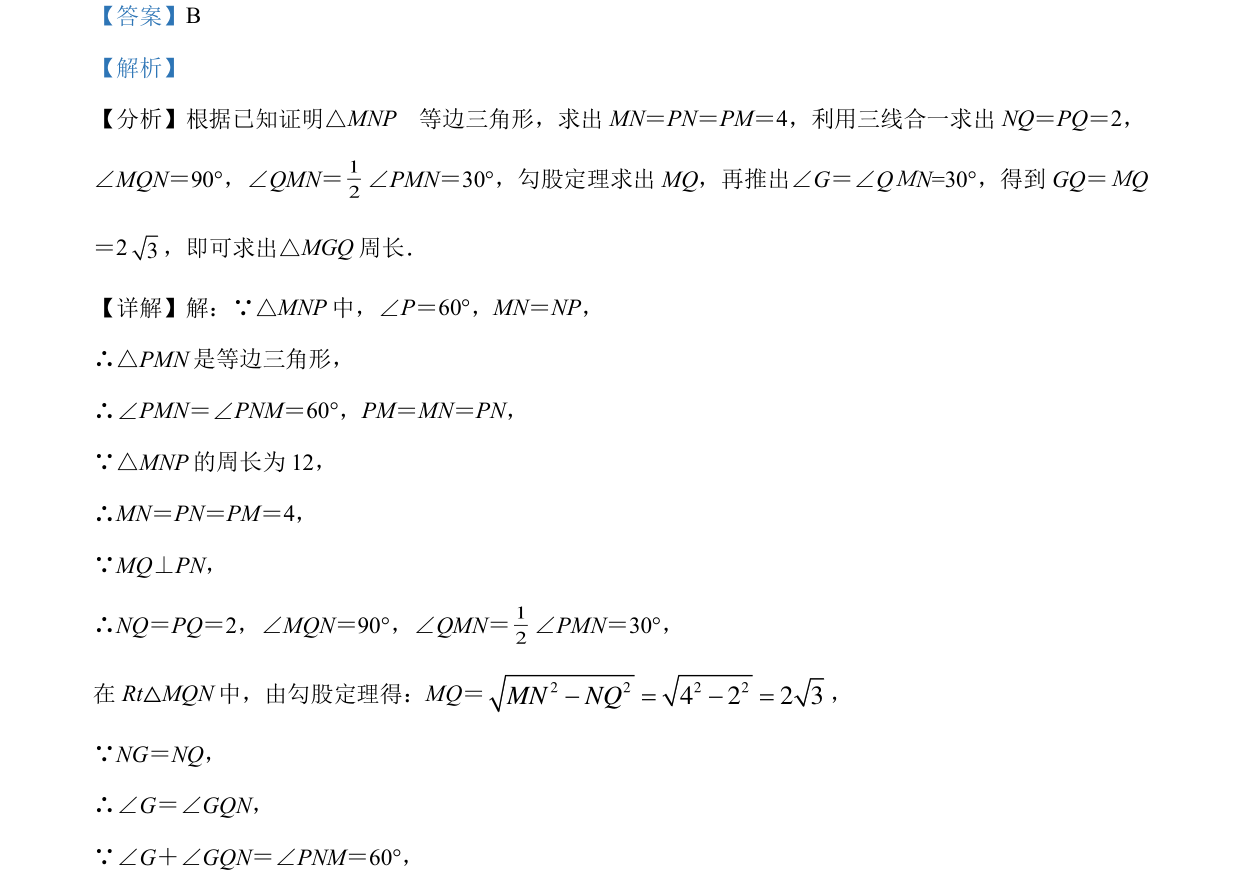 【答案】B
【解析】
【分析】根据已知证明△MNP 等边三角形，求出 MN＝PN＝PM＝4，利用三线合一求出 NQ＝PQ＝2，
∠MQN＝90°，∠QMN＝1/2∠PMN＝30°，勾股定理求出 MQ，再推出∠G＝∠QMN=30°，得到 GQ＝MQ
＝2√3，即可求出△MGQ 周长．
【详解】解：∵△MNP 中，∠P＝60°，MN＝NP，
∴△PMN 是等边三角形，
∴∠PMN＝∠PNM＝60°，PM＝MN＝PN，
∵△MNP 的周长为 12，
∴MN＝PN＝PM＝4，
∵MQ⊥PN，
∴NQ＝PQ＝2，∠MQN＝90°，∠QMN＝1/2∠PMN＝30°，
在 Rt△MQN 中，由勾股定理得：MQ＝√(MN²－NQ²)＝√(4²－2²)＝2√3，
∵NG＝NQ，
∴∠G＝∠GQN，
∵∠G＋∠GQN＝∠PNM＝60°，